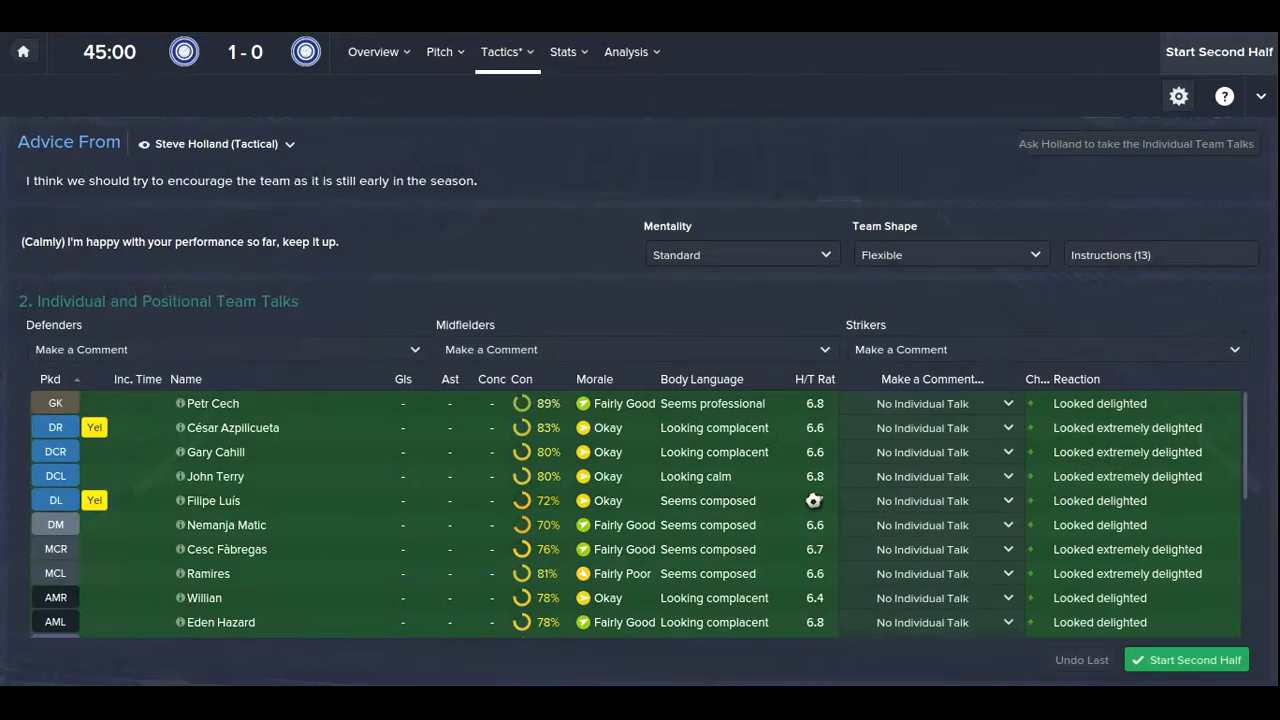 45:00 1 - 0 Overview Pitch Tactics* Stats Analysis Start Second Half
?
Advice From Steve Holland (Tactical) Ask Holland to take the Individual Team Talks
I think we should try to encourage the team as it is still early in the season.
Mentality Team Shape
(Calmly) I'm happy with your performance so far, keep it up.
Standard Flexible Instructions (13)
2. Individual and Positional Team Talks
Defenders Midfielders Strikers
Make a Comment Make a Comment Make a Comment
Pkd Inc. Time Name Gls Ast Conc Con Morale Body Language H/T Rat Make a Comment... Ch... Reaction
GK Petr Cech - - - 89% Fairly Good Seems professional 6.8 No Individual Talk Looked delighted
DR Yel César Azpilicueta - - - 83% Okay Looking complacent 6.6 No Individual Talk Looked extremely delighted
DCR Gary Cahill - - - 80% Okay Looking complacent 6.6 No Individual Talk Looked extremely delighted
DCL John Terry - - - 80% Okay Looking calm 6.8 No Individual Talk Looked extremely delighted
DL Yel Filipe Luís - - - 72% Okay Seems composed No Individual Talk Looked delighted
DM Nemanja Matic - - - 70% Fairly Good Seems composed 6.6 No Individual Talk Looked delighted
MCR Cesc Fàbregas - - - 76% Fairly Good Seems composed 6.7 No Individual Talk Looked extremely delighted
MCL Ramires - - - 81% Fairly Poor Seems composed 6.6 No Individual Talk Looked extremely delighted
AMR Willian - - - 78% Okay Looking complacent 6.4 No Individual Talk Looked delighted
AML Eden Hazard - - - 78% Fairly Good Looking complacent 6.8 No Individual Talk Looked delighted
Undo Last Start Second Half